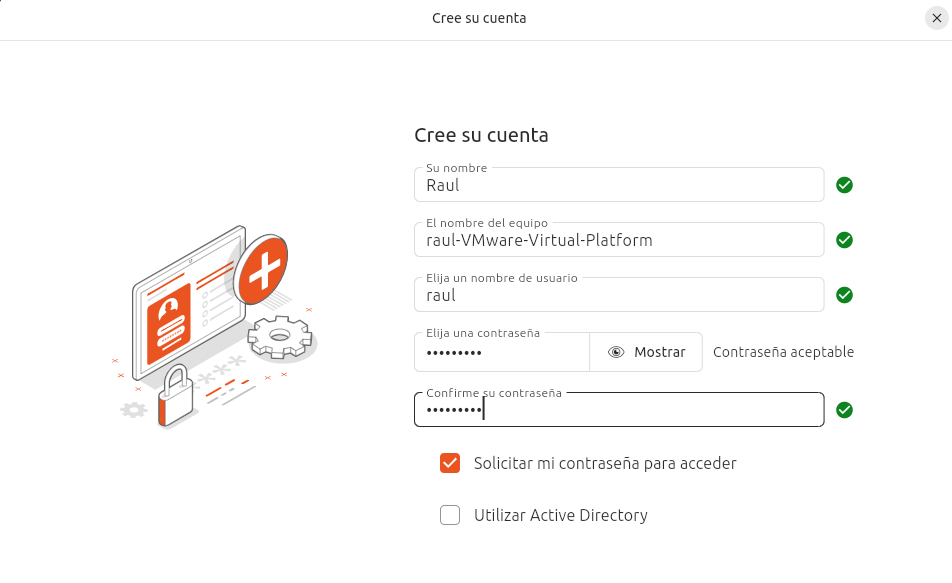 Cree su cuenta
Cree su cuenta
Su nombre
Raul
El nombre del equipo
raul-VMware-Virtual-Platform
Elija un nombre de usuario
raul
Elija una contraseña
••••••••• Mostrar Contraseña aceptable
Confirme su contraseña
•••••••••
Solicitar mi contraseña para acceder
Utilizar Active Directory